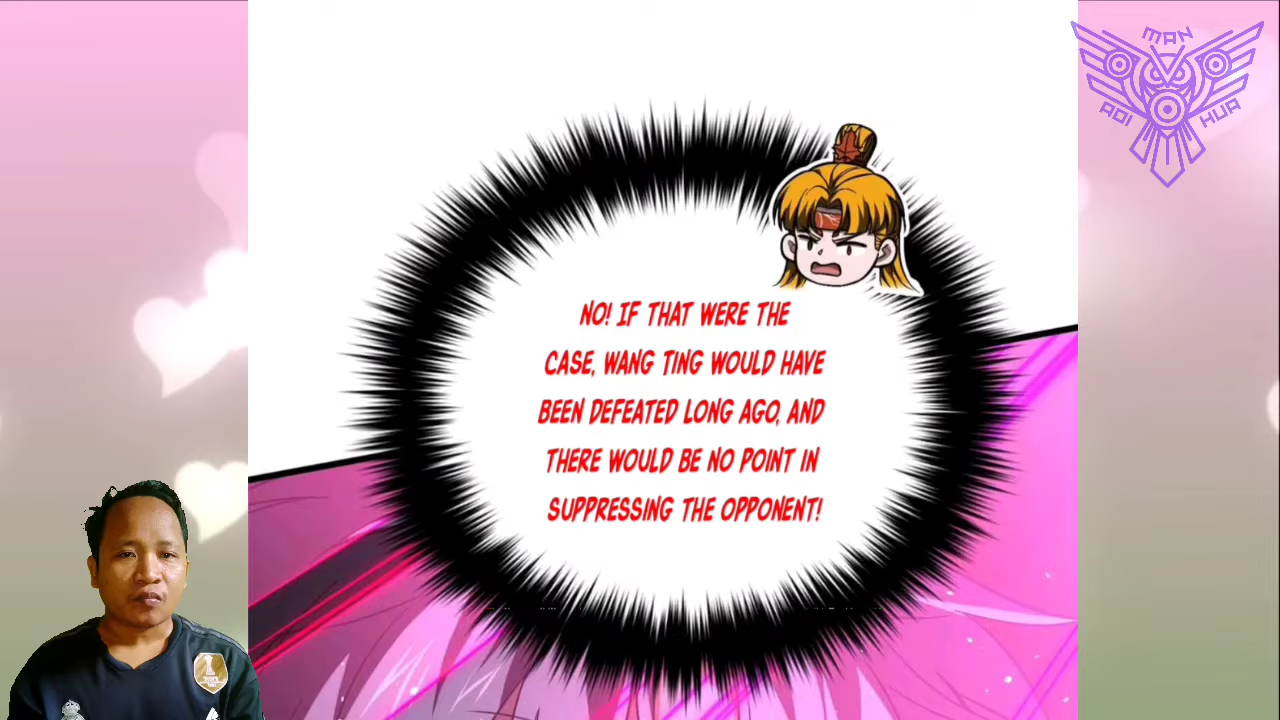 MAN
AOI HUA
NO! IF THAT WERE THE
CASE, WANG TING WOULD HAVE
BEEN DEFEATED LONG AGO, AND
THERE WOULD BE NO POINT IN
SUPPRESSING THE OPPONENT!